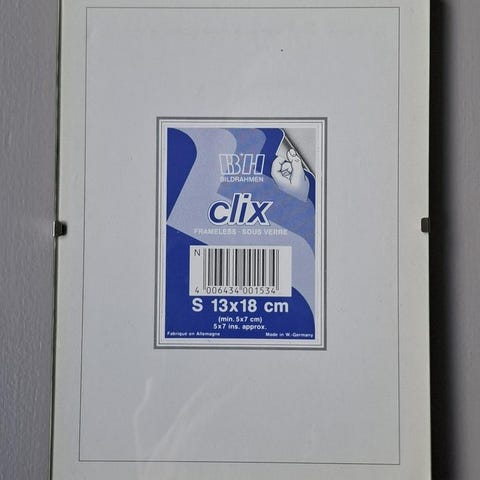 BH
BILDRAHMEN
clix
FRAMELESS · SOUS VERRE
N
4 006434 001534
S 13x18 cm
(min. 5x7 cm)
5x7 ins. approx.
Fabriqué en Allemagne Made in W.-Germany